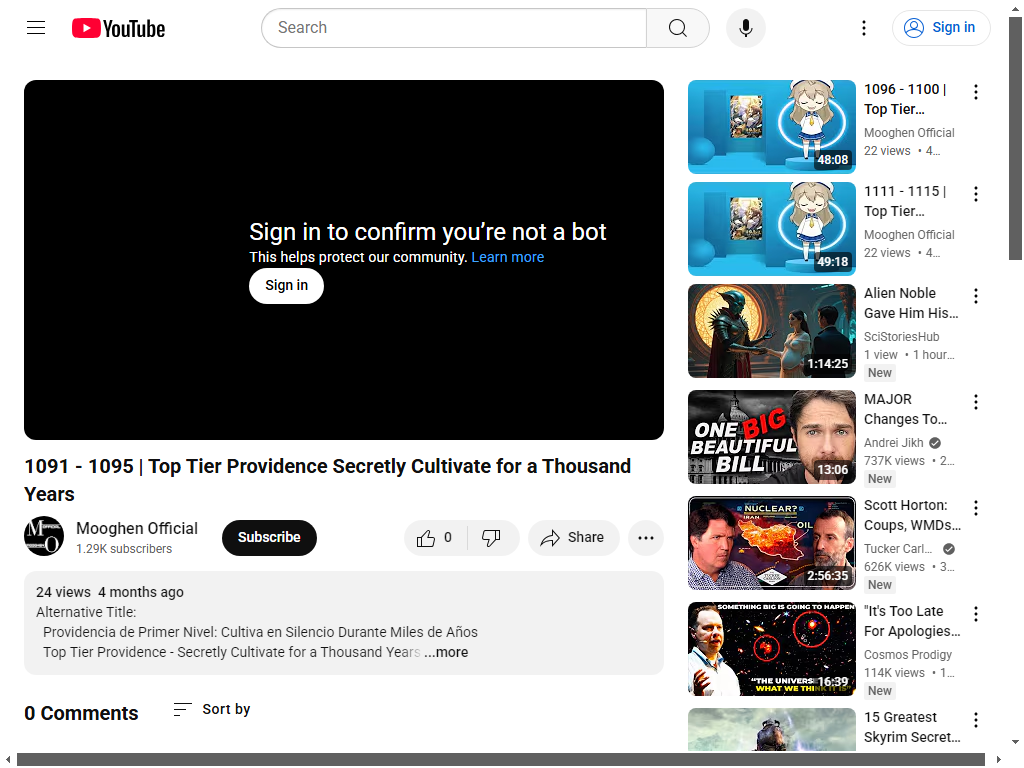 YouTube
Search
Sign in
Sign in to confirm you’re not a bot
This helps protect our community. Learn more
Sign in
1091 - 1095 | Top Tier Providence Secretly Cultivate for a Thousand
Years
Mooghen Official
1.29K subscribers
Subscribe
0
Share
24 views 4 months ago
Alternative Title:
Providencia de Primer Nivel: Cultiva en Silencio Durante Miles de Años
Top Tier Providence - Secretly Cultivate for a Thousand Years ...more
0 Comments
Sort by
48:08
1096 - 1100 |
Top Tier…
Mooghen Official
22 views • 4…
49:18
1111 - 1115 |
Top Tier…
Mooghen Official
22 views • 4…
1:14:25
Alien Noble
Gave Him His…
SciStoriesHub
1 view • 1 hour…
New
ONE BIG
BEAUTIFUL
BILL
13:06
MAJOR
Changes To…
Andrei Jikh
737K views • 2…
New
NUCLEAR?
IRAN
OIL
2:56:35
Scott Horton:
Coups, WMDs…
Tucker Carl…
626K views • 3…
New
SOMETHING BIG IS GOING TO HAPPEN
"THE UNIVERS
WHAT WE THINK IT IS"
16:39
"It's Too Late
For Apologies…
Cosmos Prodigy
114K views • 1…
New
15 Greatest
Skyrim Secret…